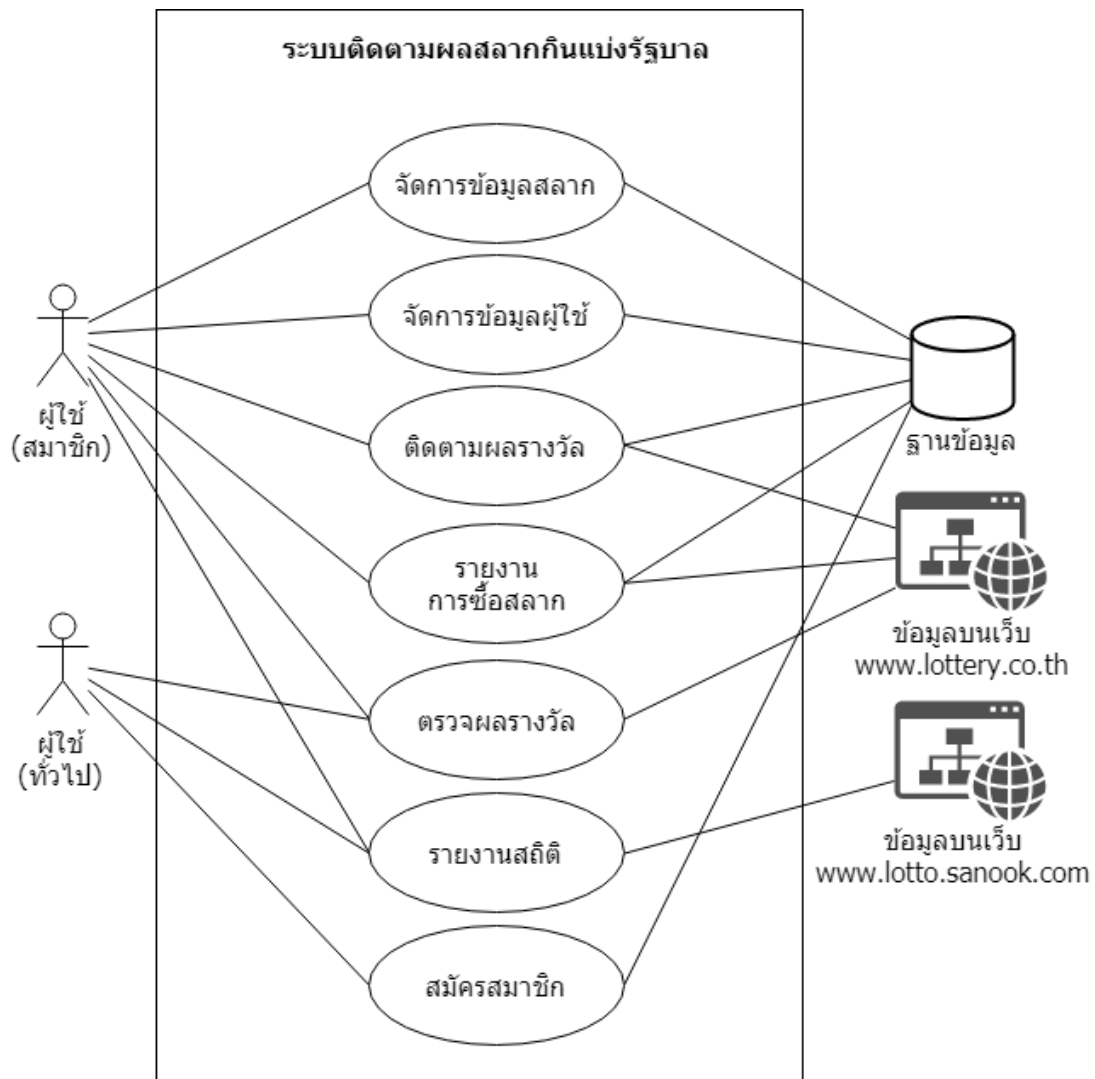 ระบบติดตามผลสลากกินแบ่งรัฐบาล
จัดการข้อมูลสลาก
จัดการข้อมูลผู้ใช้
ผู้ใช้
(สมาชิก)
ติดตามผลรางวัล
ฐานข้อมูล
รายงาน
การซื้อสลาก
ข้อมูลบนเว็บ
www.lottery.co.th
ตรวจผลรางวัล
ผู้ใช้
(ทั่วไป)
รายงานสถิติ
ข้อมูลบนเว็บ
www.lotto.sanook.com
สมัครสมาชิก